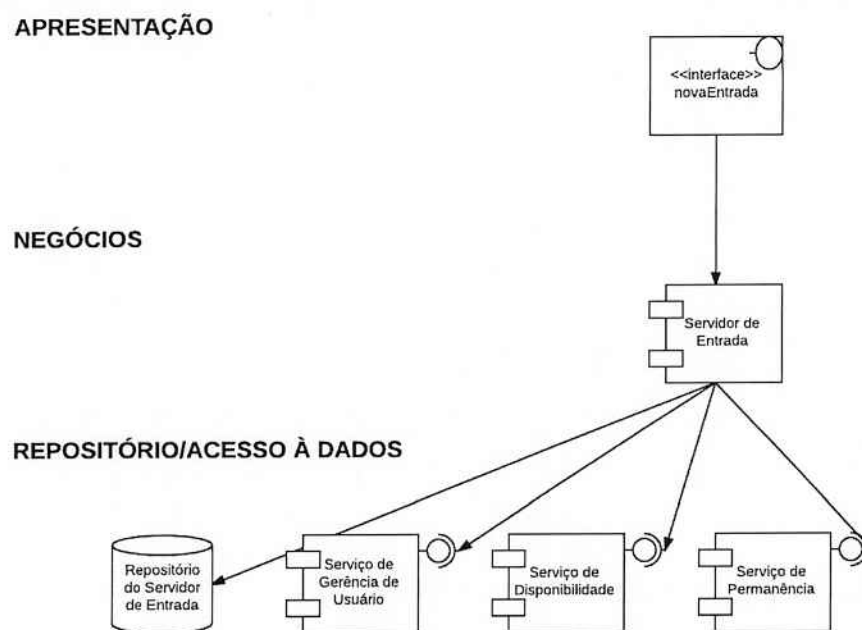 APRESENTAÇÃO
<<interface>>
novaEntrada
NEGÓCIOS
Servidor de
Entrada
REPOSITÓRIO/ACESSO À DADOS
Repositório
do Servidor
de Entrada
Serviço de
Gerência de
Usuário
Serviço de
Disponibilidade
Serviço de
Permanência